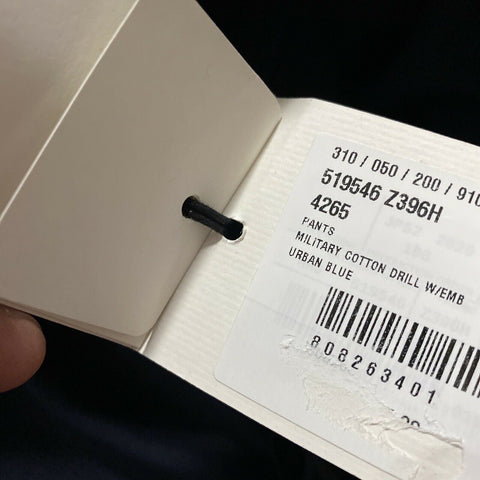 310 / 050 / 200 / 910
519546 Z396H
4265
PANTS
MILITARY COTTON DRILL W/EMB
URBAN BLUE
808263401